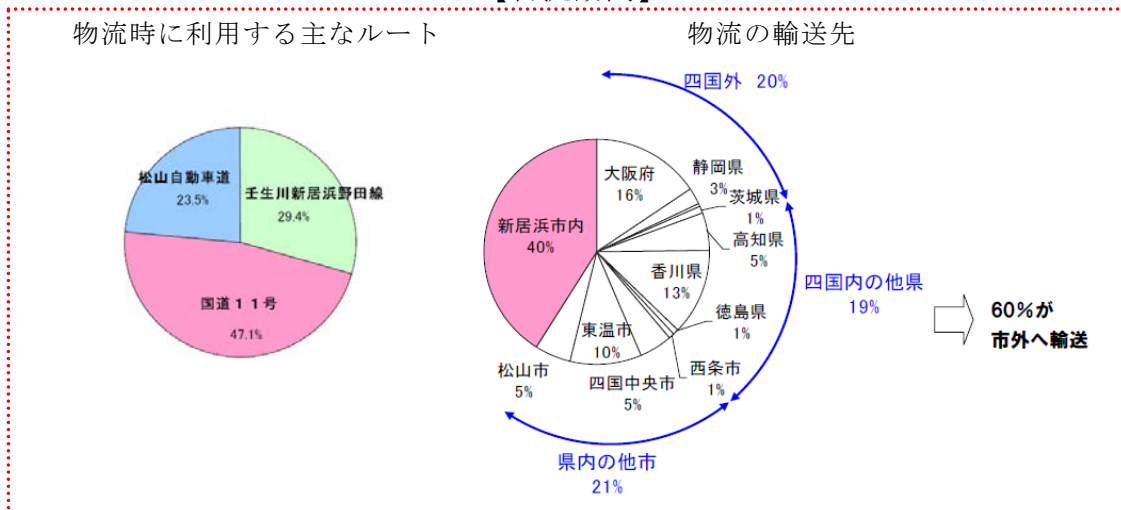 物流時に利用する主なルート
松山自動車道
23.5%
壬生川新居浜野田線
29.4%
国道１１号
47.1%
物流の輸送先
四国外 20%
大阪府
16%
静岡県
3%
茨城県
1%
高知県
5%
香川県
13%
徳島県
1%
西条市
1%
四国中央市
5%
東温市
10%
松山市
5%
新居浜市内
40%
四国内の他県
19%
県内の他市
21%
60%が
市外へ輸送